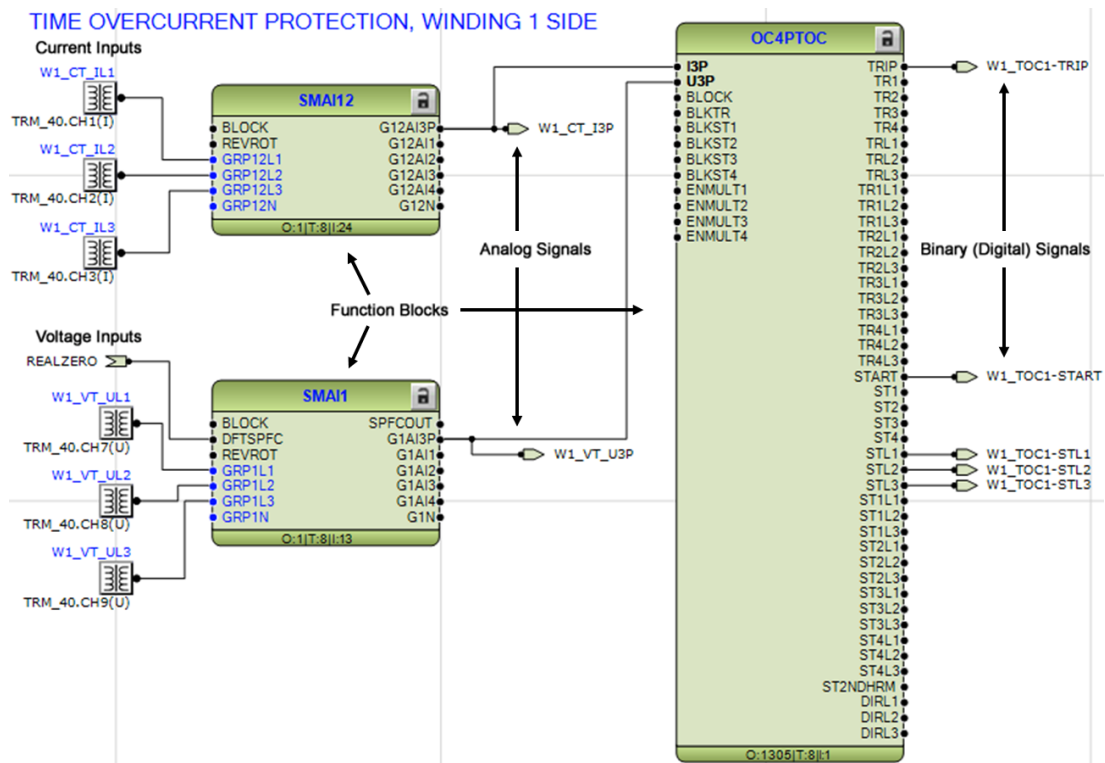 TIME OVERCURRENT PROTECTION, WINDING 1 SIDE
Current Inputs
W1_CT_IL1
TRM_40.CH1(I)
W1_CT_IL2
TRM_40.CH2(I)
W1_CT_IL3
TRM_40.CH3(I)
SMAI12
BLOCK G12AI3P
REVROT G12AI1
GRP12L1 G12AI2
GRP12L2 G12AI3
GRP12L3 G12AI4
GRP12N G12N
O:1|T:8|I:24
W1_CT_I3P
Analog Signals
Function Blocks
Voltage Inputs
REALZERO
W1_VT_UL1
TRM_40.CH7(U)
W1_VT_UL2
TRM_40.CH8(U)
W1_VT_UL3
TRM_40.CH9(U)
SMAI1
BLOCK SPFCOUT
DFTSPFC G1AI3P
REVROT G1AI1
GRP1L1 G1AI2
GRP1L2 G1AI3
GRP1L3 G1AI4
GRP1N G1N
O:1|T:8|I:13
W1_VT_U3P
OC4PTOC
I3P TRIP
U3P TR1
BLOCK TR2
BLKTR TR3
BLKST1 TR4
BLKST2 TRL1
BLKST3 TRL2
BLKST4 TRL3
ENMULT1 TR1L1
ENMULT2 TR1L2
ENMULT3 TR1L3
ENMULT4 TR2L1
TR2L2
TR2L3
TR3L1
TR3L2
TR3L3
TR4L1
TR4L2
TR4L3
START
ST1
ST2
ST3
ST4
STL1
STL2
STL3
ST1L1
ST1L2
ST1L3
ST2L1
ST2L2
ST2L3
ST3L1
ST3L2
ST3L3
ST4L1
ST4L2
ST4L3
ST2NDHRM
DIRL1
DIRL2
DIRL3
O:1305|T:8|I:1
W1_TOC1-TRIP
Binary (Digital) Signals
W1_TOC1-START
W1_TOC1-STL1
W1_TOC1-STL2
W1_TOC1-STL3